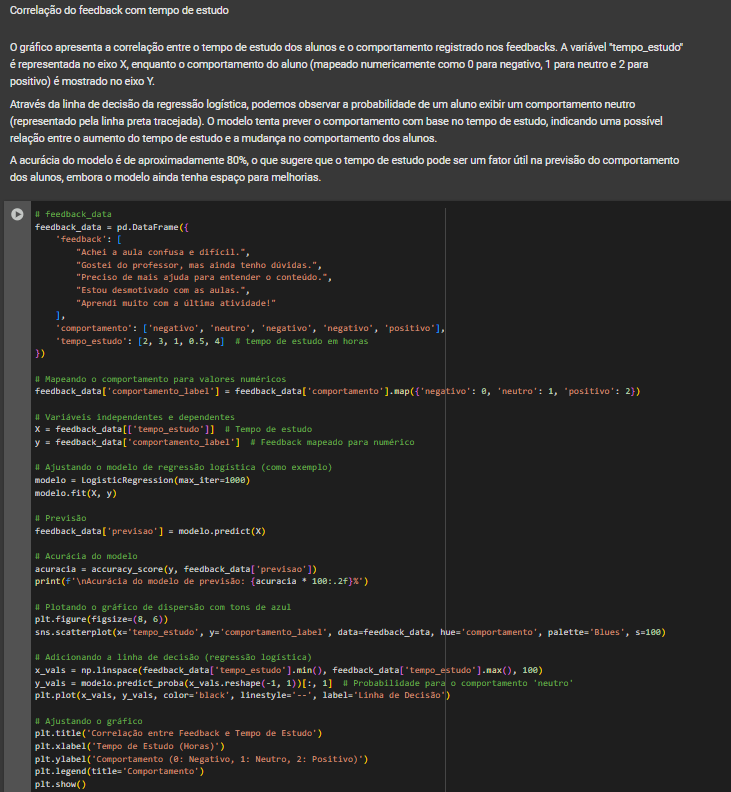 Correlação do feedback com tempo de estudo
O gráfico apresenta a correlação entre o tempo de estudo dos alunos e o comportamento registrado nos feedbacks. A variável "tempo_estudo"
é representada no eixo X, enquanto o comportamento do aluno (mapeado numericamente como 0 para negativo, 1 para neutro e 2 para
positivo) é mostrado no eixo Y.
Através da linha de decisão da regressão logística, podemos observar a probabilidade de um aluno exibir um comportamento neutro
(representado pela linha preta tracejada). O modelo tenta prever o comportamento com base no tempo de estudo, indicando uma possível
relação entre o aumento do tempo de estudo e a mudança no comportamento dos alunos.
A acurácia do modelo é de aproximadamente 80%, o que sugere que o tempo de estudo pode ser um fator útil na previsão do comportamento
dos alunos, embora o modelo ainda tenha espaço para melhorias.
# feedback_data
feedback_data = pd.DataFrame({
    'feedback': [
        "Achei a aula confusa e difícil.",
        "Gostei do professor, mas ainda tenho dúvidas.",
        "Preciso de mais ajuda para entender o conteúdo.",
        "Estou desmotivado com as aulas.",
        "Aprendi muito com a última atividade!"
    ],
    'comportamento': ['negativo', 'neutro', 'negativo', 'negativo', 'positivo'],
    'tempo_estudo': [2, 3, 1, 0.5, 4]  # tempo de estudo em horas
})
# Mapeando o comportamento para valores numéricos
feedback_data['comportamento_label'] = feedback_data['comportamento'].map({'negativo': 0, 'neutro': 1, 'positivo': 2})
# Variáveis independentes e dependentes
X = feedback_data[['tempo_estudo']]  # Tempo de estudo
y = feedback_data['comportamento_label']  # Feedback mapeado para numérico
# Ajustando o modelo de regressão logística (como exemplo)
modelo = LogisticRegression(max_iter=1000)
modelo.fit(X, y)
# Previsão
feedback_data['previsao'] = modelo.predict(X)
# Acurácia do modelo
acuracia = accuracy_score(y, feedback_data['previsao'])
print(f'\nAcurácia do modelo de previsão: {acuracia * 100:.2f}%')
# Plotando o gráfico de dispersão com tons de azul
plt.figure(figsize=(8, 6))
sns.scatterplot(x='tempo_estudo', y='comportamento_label', data=feedback_data, hue='comportamento', palette='Blues', s=100)
# Adicionando a linha de decisão (regressão logística)
x_vals = np.linspace(feedback_data['tempo_estudo'].min(), feedback_data['tempo_estudo'].max(), 100)
y_vals = modelo.predict_proba(x_vals.reshape(-1, 1))[:, 1]  # Probabilidade para o comportamento 'neutro'
plt.plot(x_vals, y_vals, color='black', linestyle='--', label='Linha de Decisão')
# Ajustando o gráfico
plt.title('Correlação entre Feedback e Tempo de Estudo')
plt.xlabel('Tempo de Estudo (Horas)')
plt.ylabel('Comportamento (0: Negativo, 1: Neutro, 2: Positivo)')
plt.legend(title='Comportamento')
plt.show()